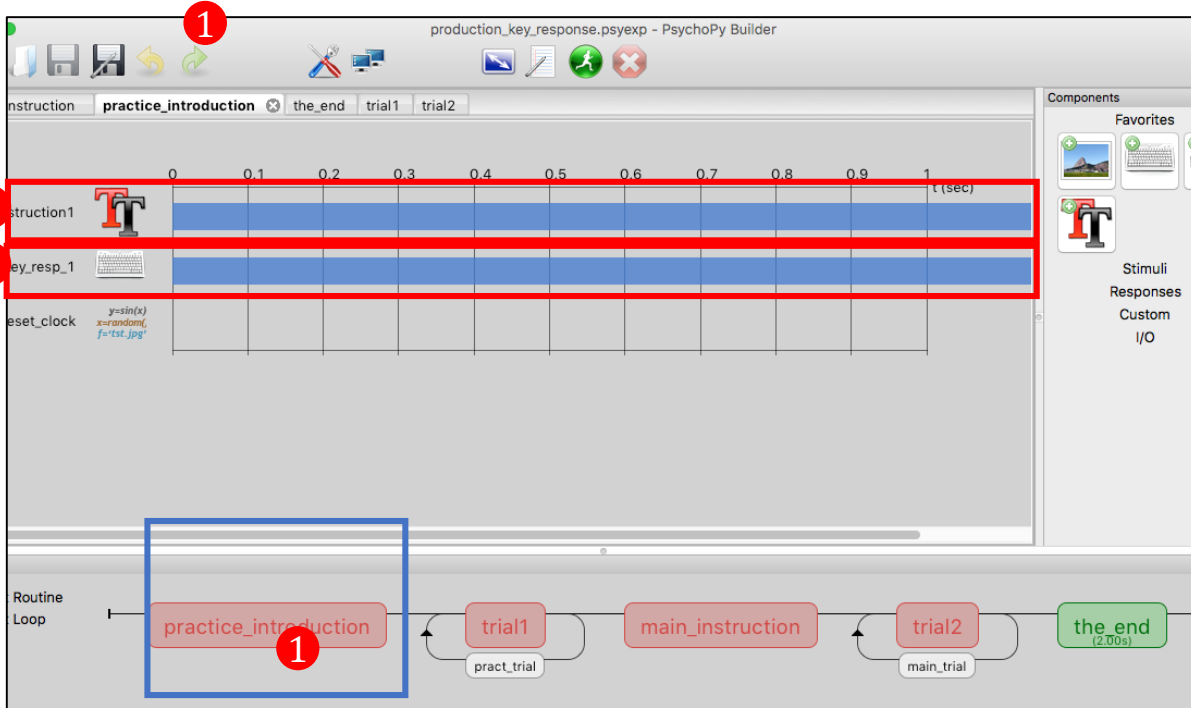 1
production_key_response.psyexp - PsychoPy Builder
nstruction practice_introduction the_end trial1 trial2
Components
Favorites
0 0.1 0.2 0.3 0.4 0.5 0.6 0.7 0.8 0.9 1
t (sec)
struction1
ey_resp_1
eset_clock
y=sin(x)
x=random(,
f='tst.jpg'
Stimuli
Responses
Custom
I/O
Routine
Loop
practice_introduction trial1 main_instruction trial2 the_end
(2.00s)
1
pract_trial main_trial